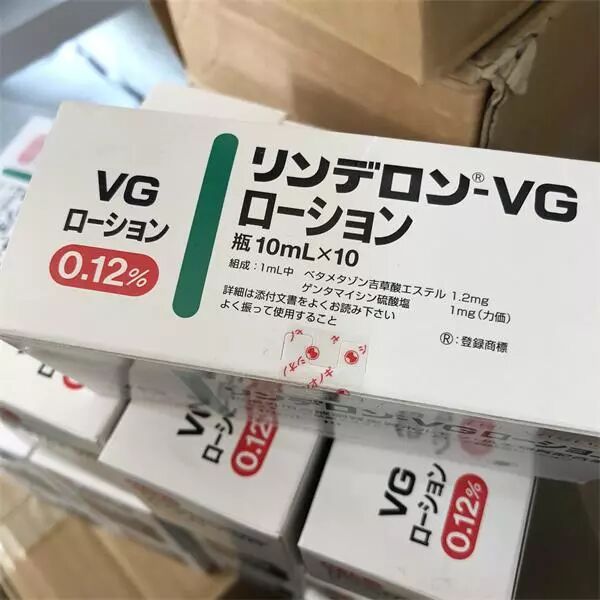 VG
ローション
0.12%
リンデロン®-VG
ローション
瓶 10mL×10
組成:1mL中 ベタメタゾン吉草酸エステル 1.2mg
ゲンタマイシン硫酸塩 1mg(力価)
詳細は添付文書をよくお読み下さい
よく振って使用すること
Ⓡ:登録商標
VG
ローション
0.12%
VG
ローション
0.12%